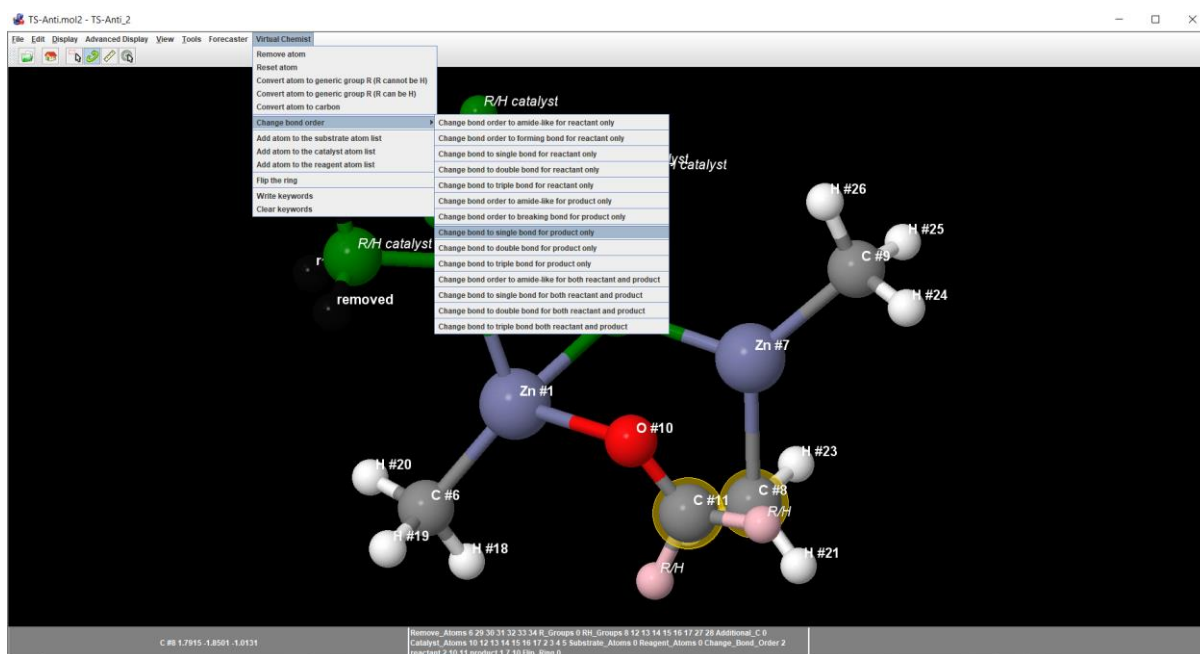 TS-Anti.mol2 - TS-Anti_2
File Edit Display Advanced Display View Tools Forecaster Virtual Chemist
Remove atom
Reset atom
Convert atom to generic group R (R cannot be H)
Convert atom to generic group R (R can be H)
Convert atom to carbon
Change bond order
Add atom to the substrate atom list
Add atom to the catalyst atom list
Add atom to the reagent atom list
Flip the ring
Write keywords
Clear keywords
Change bond order to amide-like for reactant only
Change bond order to forming bond for reactant only
Change bond to single bond for reactant only
Change bond to double bond for reactant only
Change bond to triple bond for reactant only
Change bond order to amide-like for product only
Change bond order to breaking bond for product only
Change bond to single bond for product only
Change bond to double bond for product only
Change bond to triple bond for product only
Change bond order to amide-like for both reactant and product
Change bond to single bond for both reactant and product
Change bond to double bond for both reactant and product
Change bond to triple bond both reactant and product
R/H catalyst
catalyst
H #26
R/H catalyst
H #25
C #9
removed
H #24
Zn #7
Zn #1
O #10
H #20
H #23
C #6
C #8
C #11
R/H
H #19
H #18
H #21
R/H
C #8 1.7915 -1.8501 -1.0131
Remove_Atoms 6 29 30 31 32 33 34 R_Groups 0 RH_Groups 8 12 13 14 15 16 17 27 28 Additional_C 0
Catalyst_Atoms 10 12 13 14 15 16 17 2 3 4 5 Substrate_Atoms 0 Reagent_Atoms 0 Change_Bond_Order 2
reactant 2 10 11 product 1 7 10 Flip_Ring 0